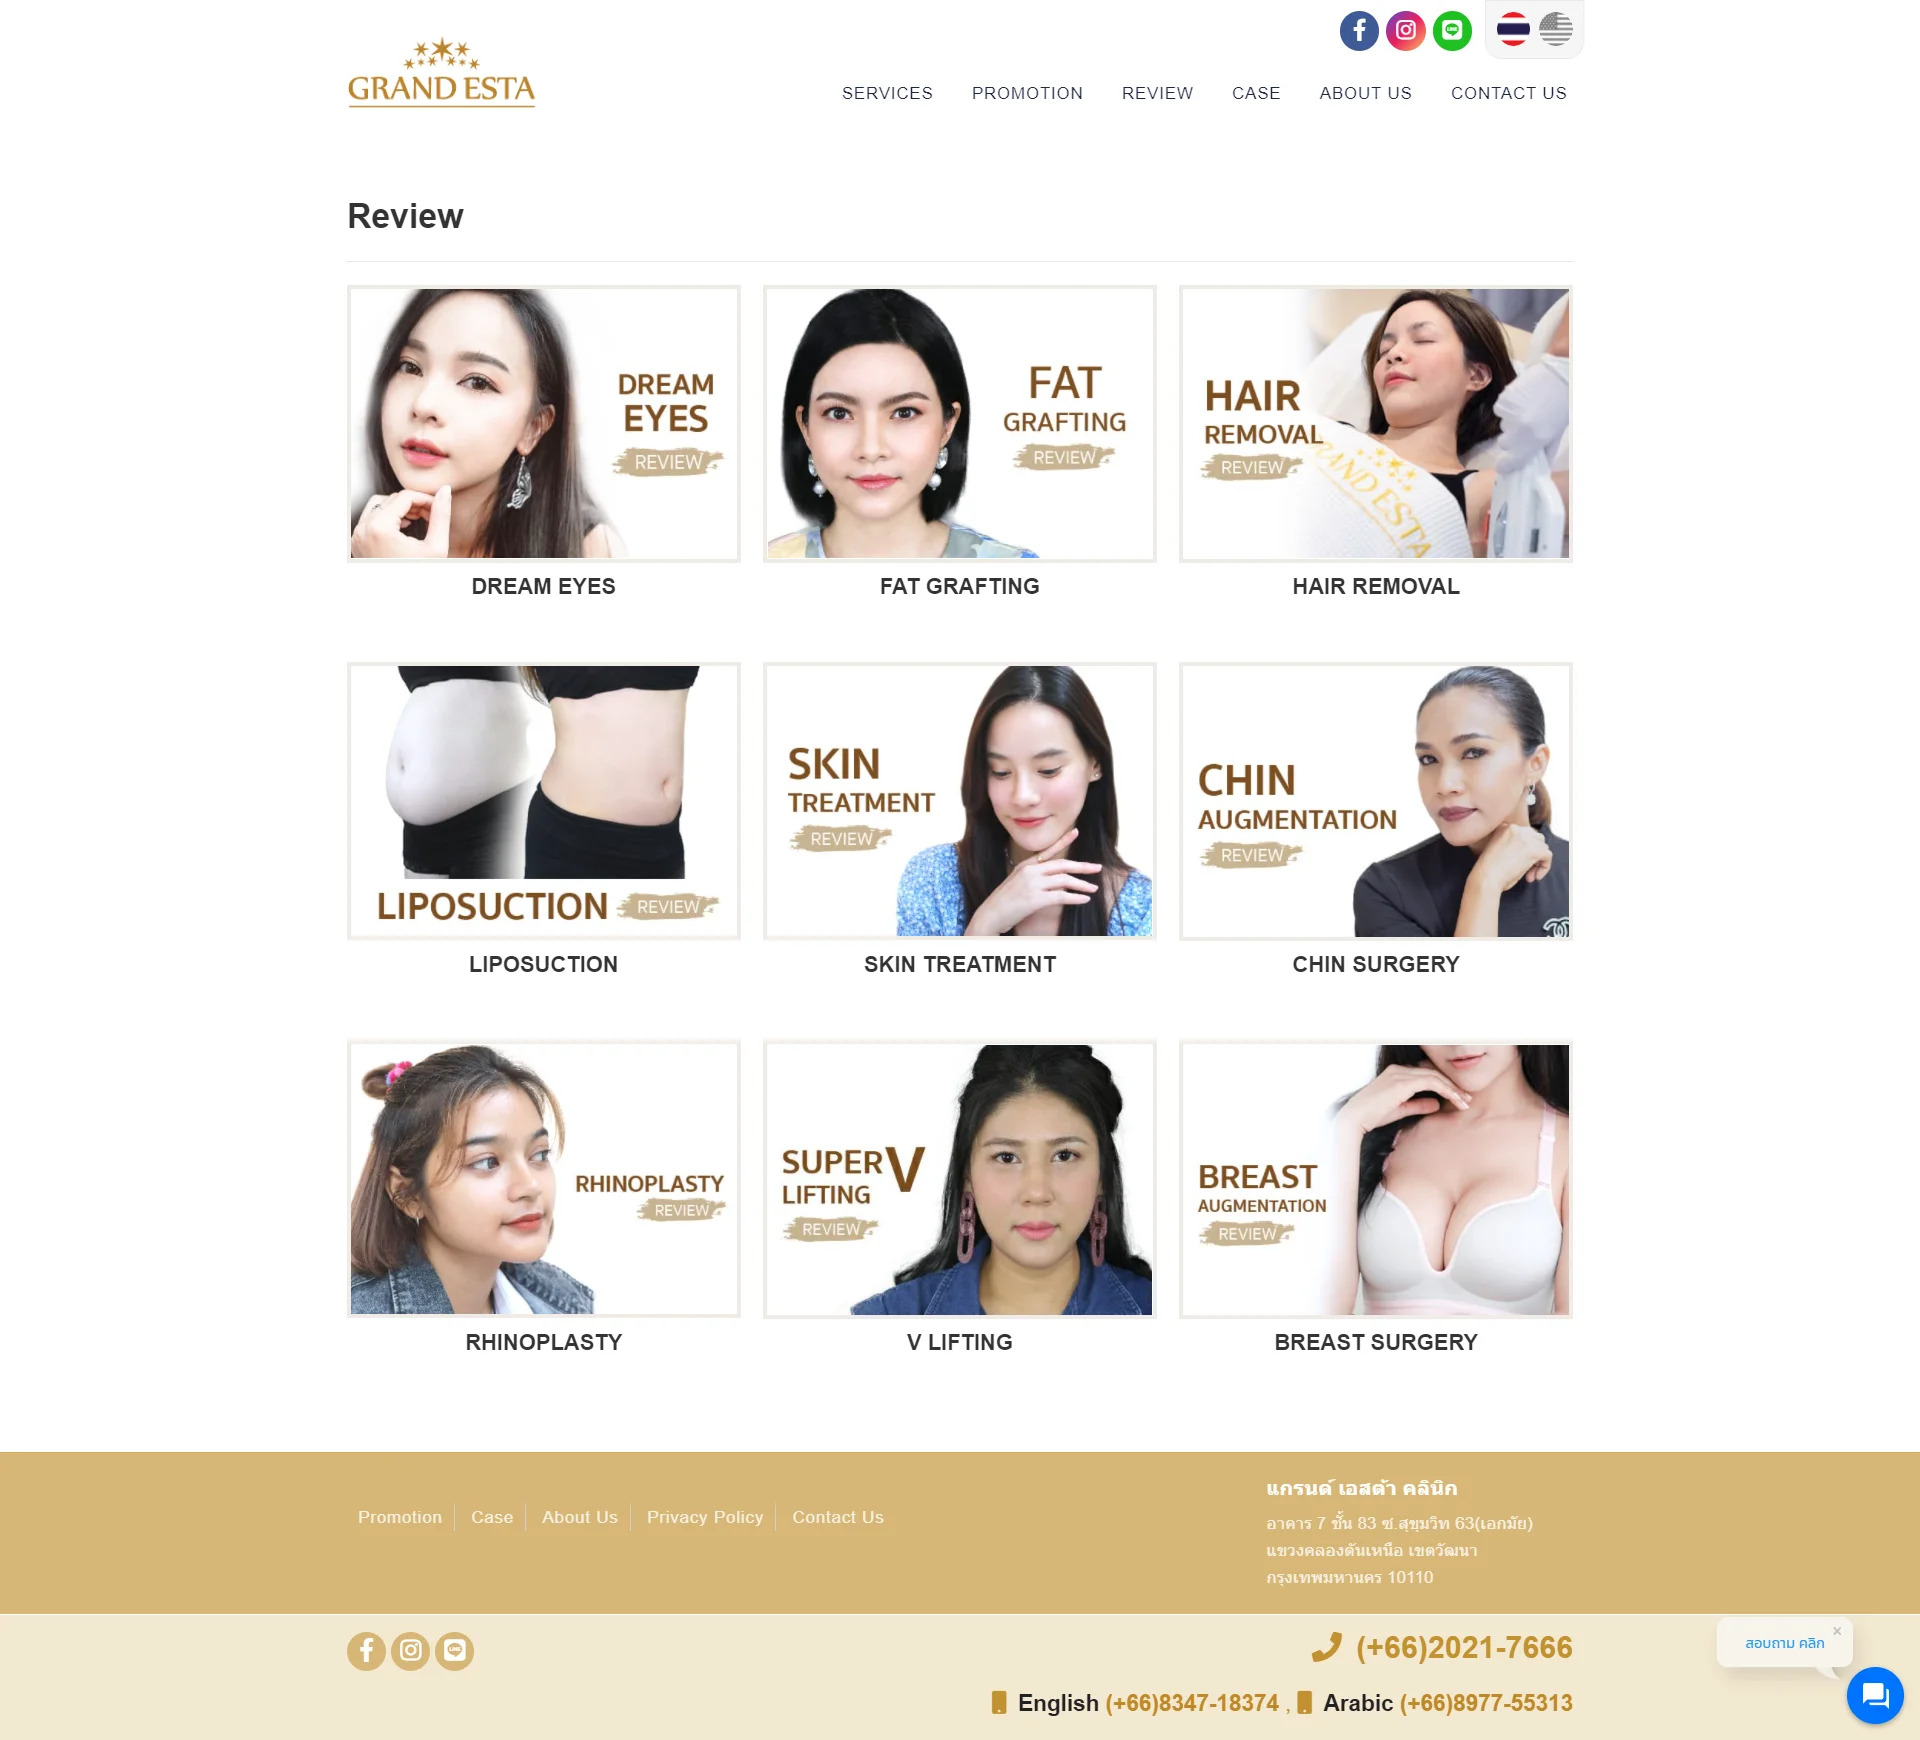 GRAND ESTA
SERVICES PROMOTION REVIEW CASE ABOUT US CONTACT US
Review
DREAM
EYES
REVIEW
FAT
GRAFTING
REVIEW
HAIR
REMOVAL
REVIEW
GRAND ESTA
DREAM EYES
FAT GRAFTING
HAIR REMOVAL
LIPOSUCTION REVIEW
SKIN
TREATMENT
REVIEW
CHIN
AUGMENTATION
REVIEW
LIPOSUCTION
SKIN TREATMENT
CHIN SURGERY
RHINOPLASTY
REVIEW
SUPER V
LIFTING
REVIEW
BREAST
AUGMENTATION
REVIEW
RHINOPLASTY
V LIFTING
BREAST SURGERY
Promotion Case About Us Privacy Policy Contact Us
แกรนด์ เอสต้า คลินิก
อาคาร 7 ชั้น 83 ซ.สุขุมวิท 63(เอกมัย)
แขวงคลองตันเหนือ เขตวัฒนา
กรุงเทพมหานคร 10110
(+66)2021-7666
English (+66)8347-18374 , Arabic (+66)8977-55313
สอบถาม คลิก ×